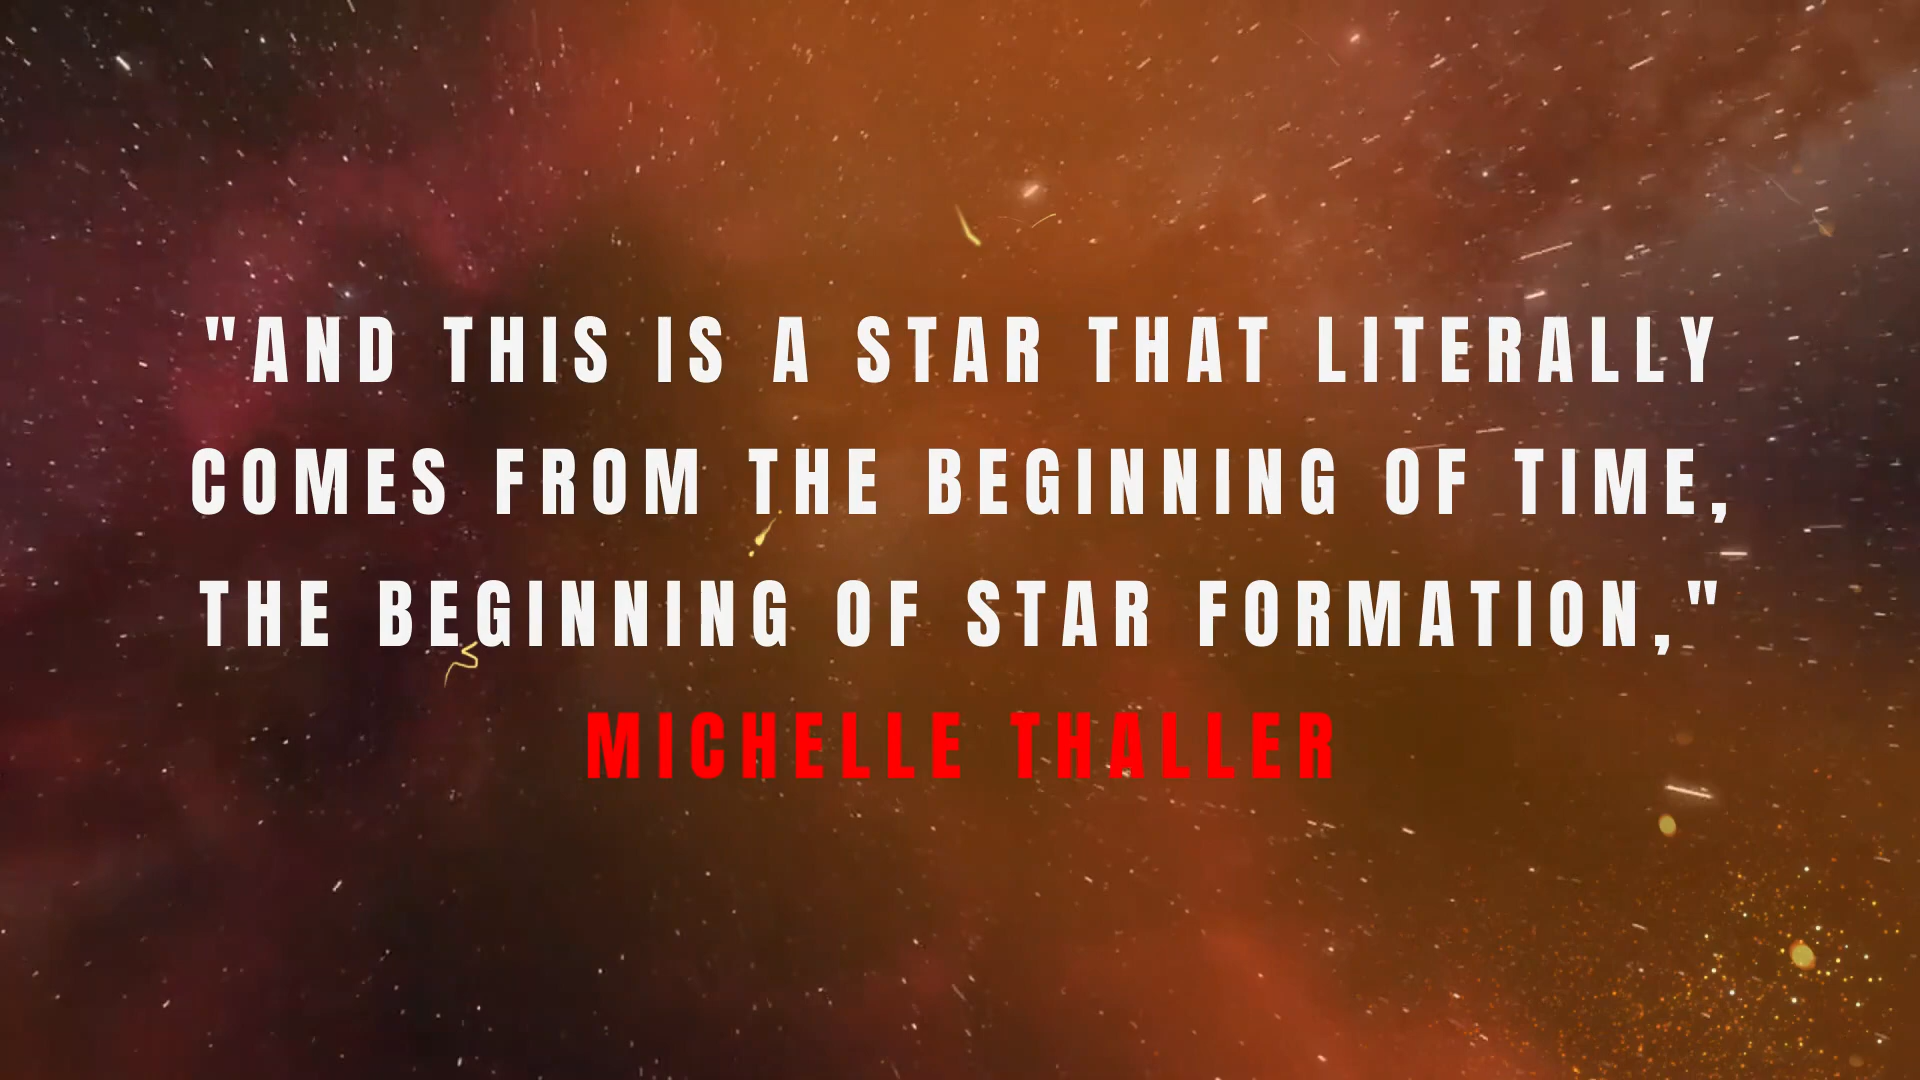 "AND THIS IS A STAR THAT LITERALLY
COMES FROM THE BEGINNING OF TIME,
THE BEGINNING OF STAR FORMATION,"
MICHELLE THALLER